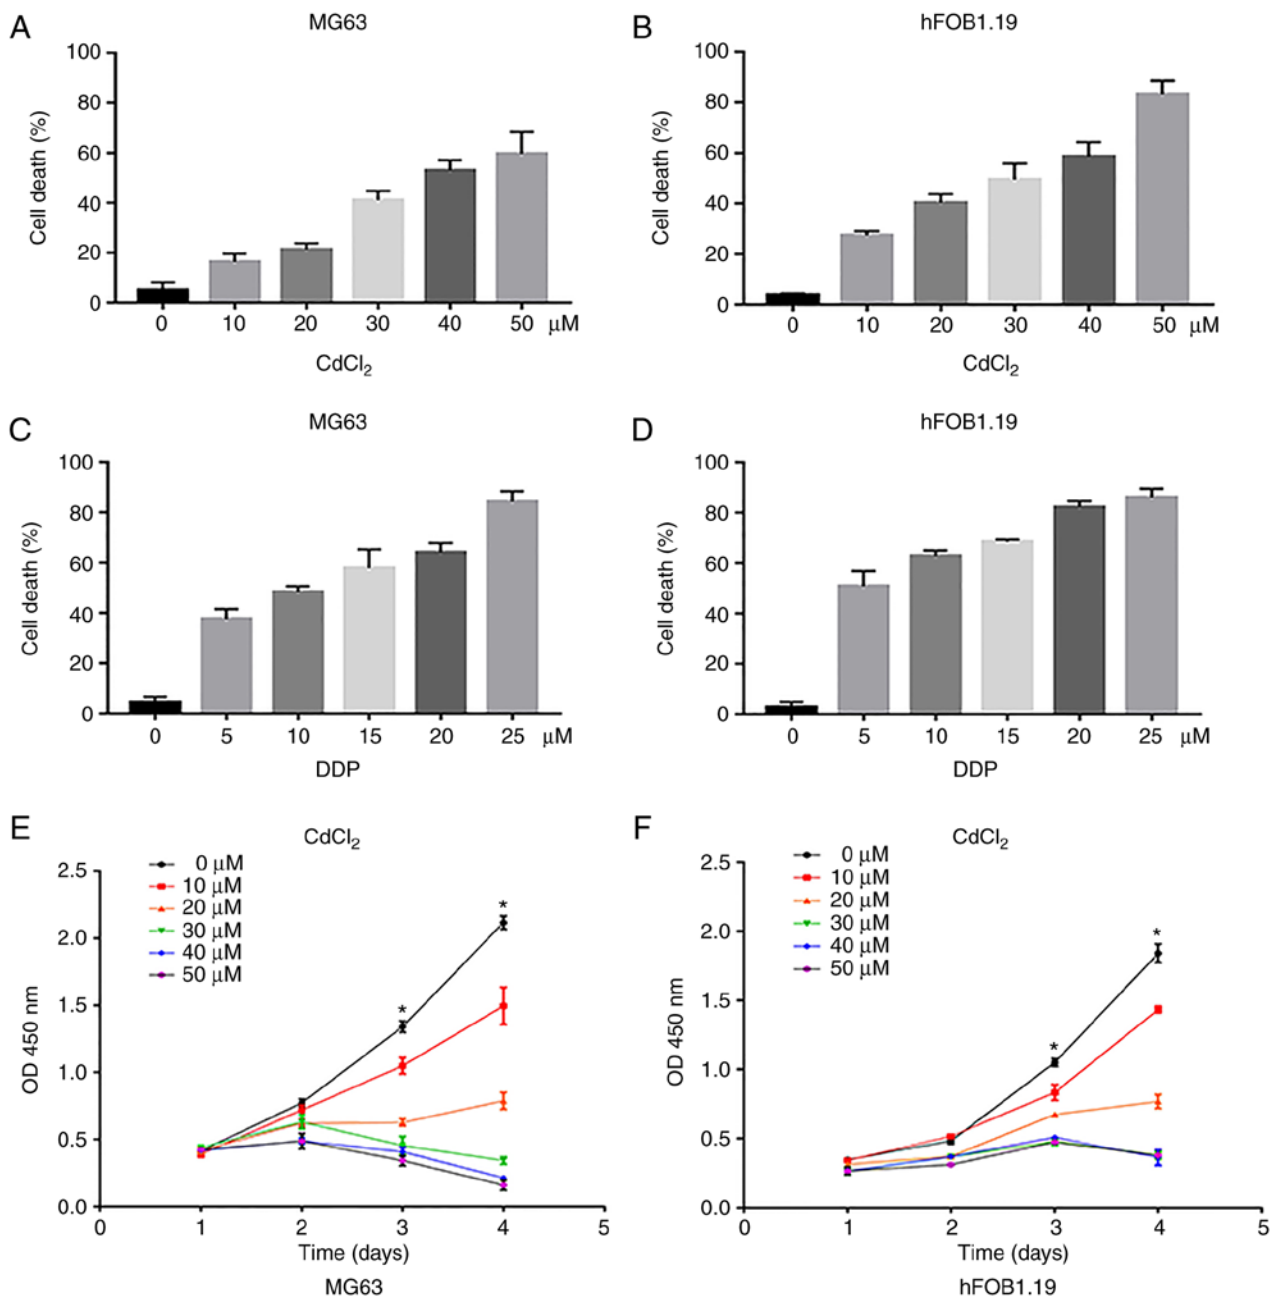 A
MG63
100
80
60
40
20
0
Cell death (%)
0 10 20 30 40 50 μM
CdCl₂
B
hFOB1.19
100
80
60
40
20
0
Cell death (%)
0 10 20 30 40 50 μM
CdCl₂
C
MG63
100
80
60
40
20
0
Cell death (%)
0 5 10 15 20 25 μM
DDP
D
hFOB1.19
100
80
60
40
20
0
Cell death (%)
0 5 10 15 20 25 μM
DDP
E
CdCl₂
0 μM
10 μM
20 μM
30 μM
40 μM
50 μM
2.5
2.0
1.5
1.0
0.5
0.0
OD 450 nm
*
*
0 1 2 3 4 5
Time (days)
MG63
F
CdCl₂
0 μM
10 μM
20 μM
30 μM
40 μM
50 μM
2.5
2.0
1.5
1.0
0.5
0.0
OD 450 nm
*
*
0 1 2 3 4 5
Time (days)
hFOB1.19